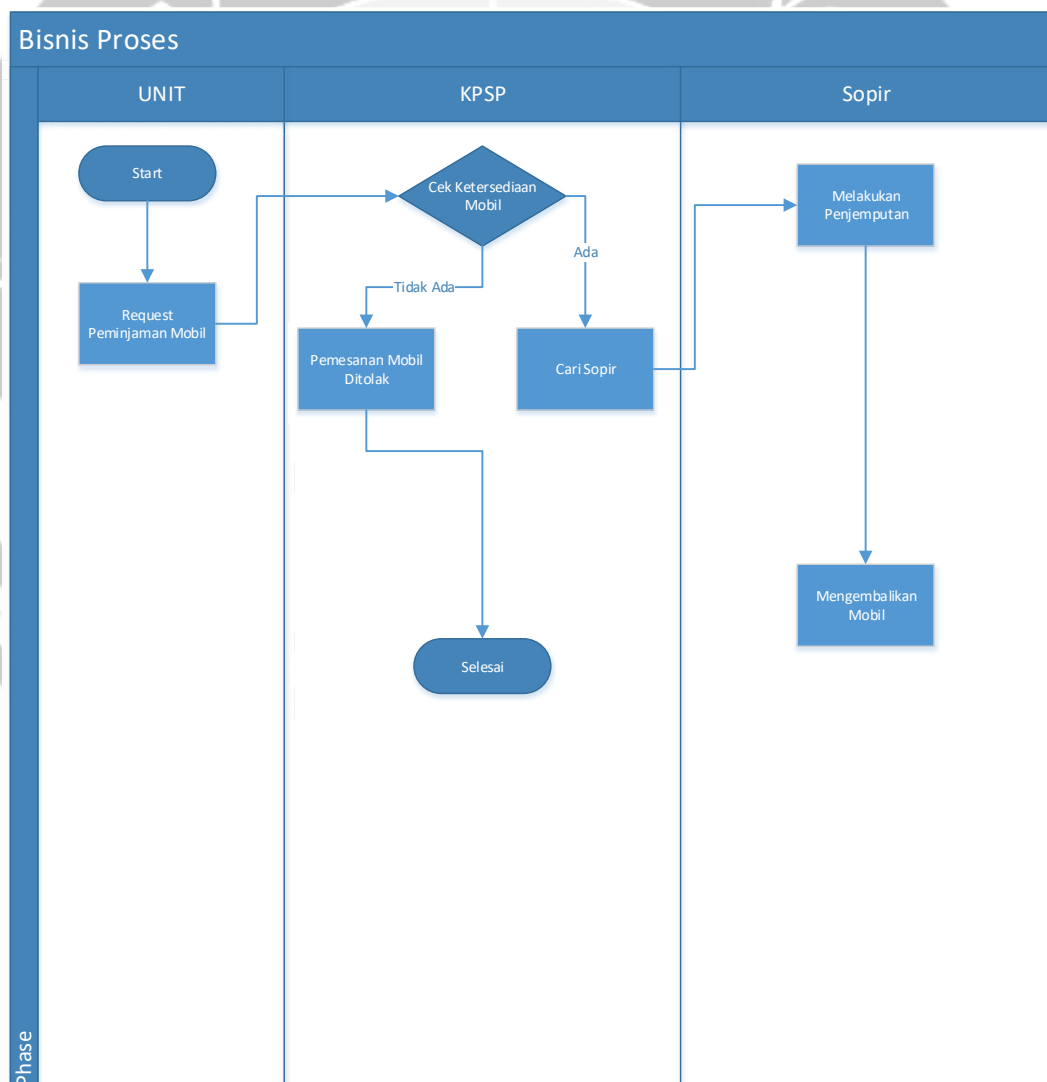 Bisnis Proses
UNIT
KPSP
Sopir
Start
Cek Ketersediaan
Mobil
Melakukan
Penjemputan
Ada
Tidak Ada
Request
Peminjaman Mobil
Pemesanan Mobil
Ditolak
Cari Sopir
Mengembalikan
Mobil
Selesai
Phase